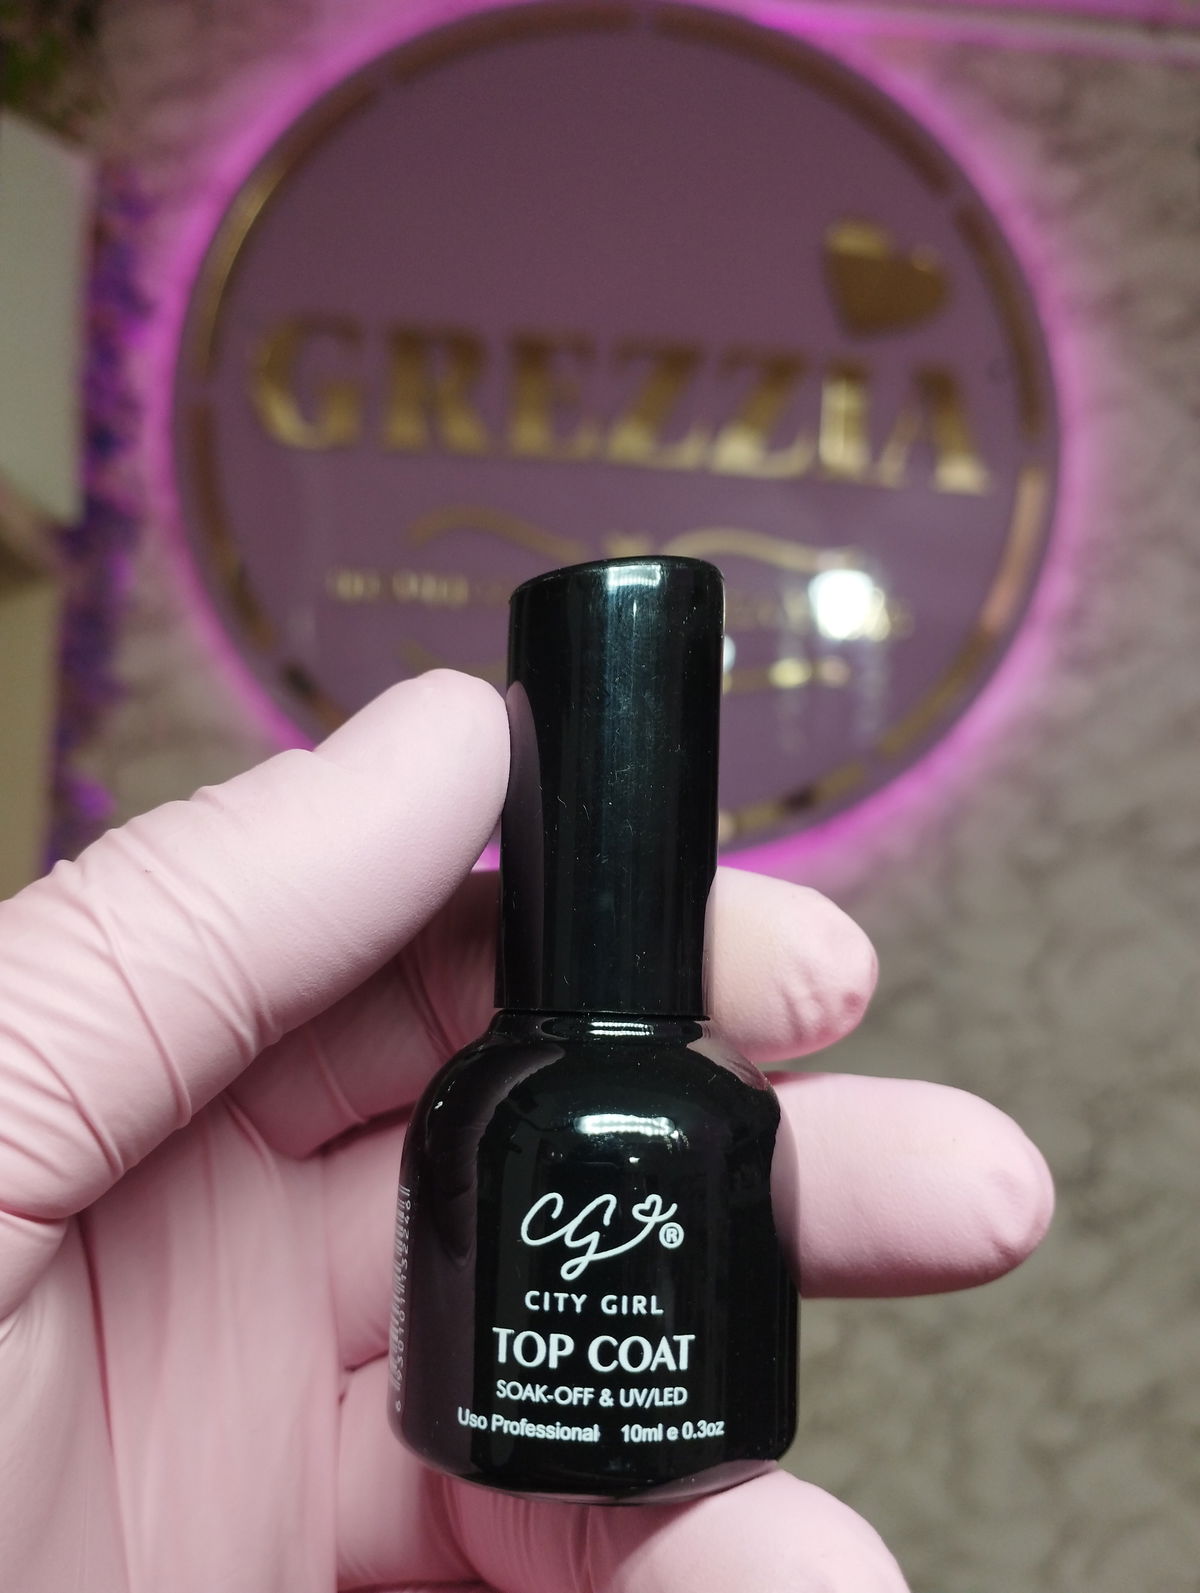 GREZZIA
CG®
CITY GIRL
TOP COAT
SOAK-OFF & UV/LED
Uso Professional 10ml e 0.3oz